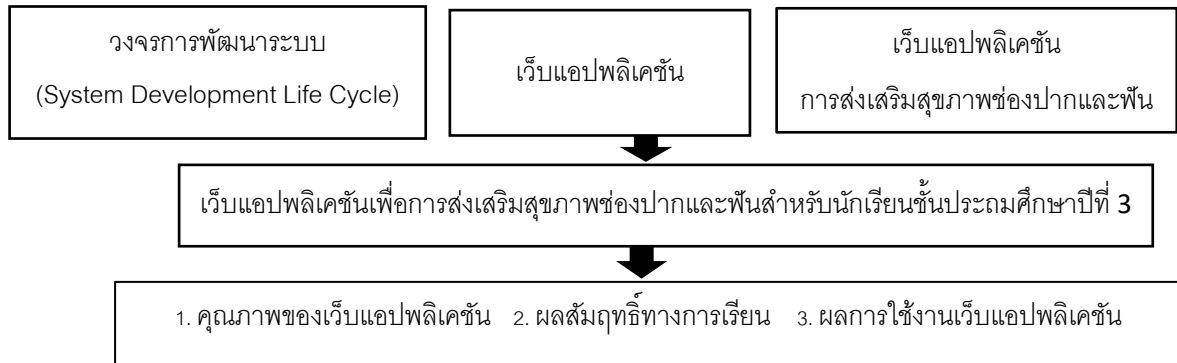 วงจรการพัฒนาระบบ
(System Development Life Cycle)
เว็บแอปพลิเคชัน
เว็บแอปพลิเคชัน
การส่งเสริมสุขภาพช่องปากและฟัน
เว็บแอปพลิเคชันเพื่อการส่งเสริมสุขภาพช่องปากและฟันสำหรับนักเรียนชั้นประถมศึกษาปีที่ 3
1. คุณภาพของเว็บแอปพลิเคชัน 2. ผลสัมฤทธิ์ทางการเรียน 3. ผลการใช้งานเว็บแอปพลิเคชัน